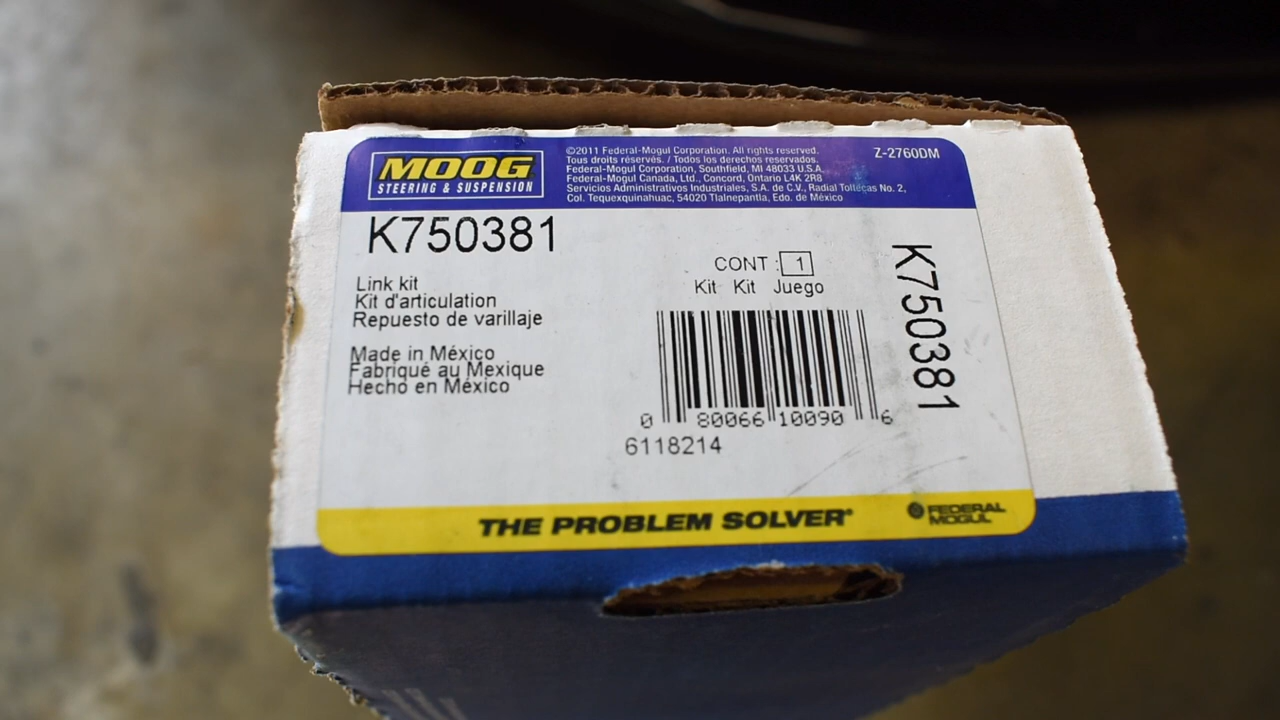 MOOG
STEERING & SUSPENSION
©2011 Federal-Mogul Corporation. All rights reserved.
Tous droits réservés. / Todos los derechos reservados.
Federal-Mogul Corporation, Southfield, MI 48033 U.S.A.
Federal-Mogul Canada, Ltd., Concord, Ontario L4K 2R8
Servicios Administrativos Industriales, S.A. de C.V., Radial Toltecas No. 2,
Col. Tequexquinahuac, 54020 Tlalnepantla, Edo. de México
Z-2760DM
K750381
Link kit
Kit d'articulation
Repuesto de varillaje
Made in México
Fabriqué au Mexique
Hecho en México
CONT : 1
Kit Kit Juego
0 80066 10090 6
6118214
K750381
THE PROBLEM SOLVER®
FEDERAL
MOGUL